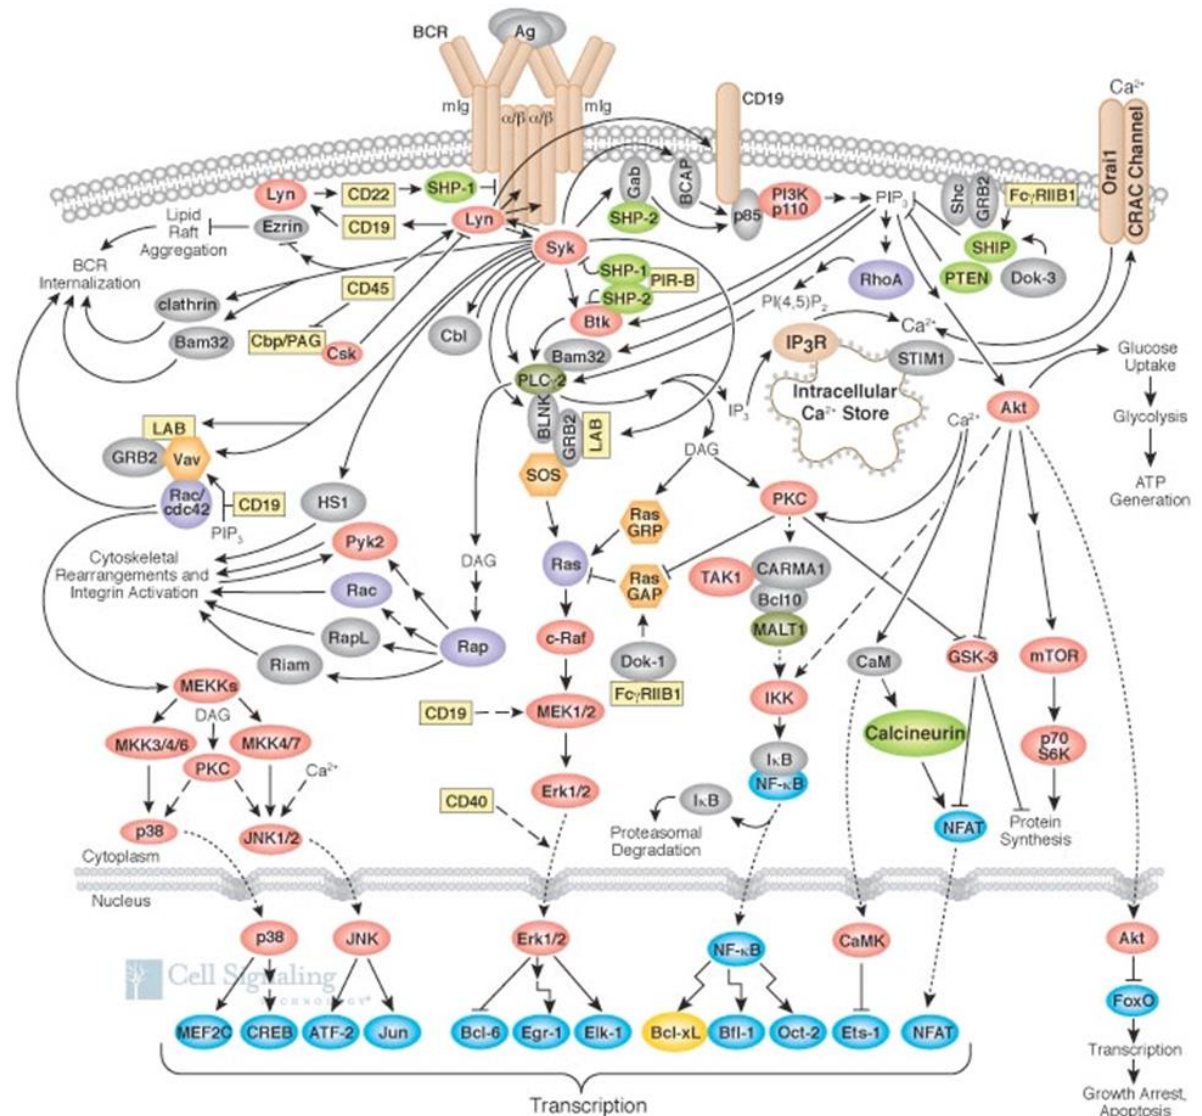 Ag
BCR
mIg
α/β α/β
mIg
CD19
Ca²⁺
Orai1
CRAC Channel
Lyn
CD22
SHP-1
Lyn
CD19
Ezrin
Lipid
Raft
Aggregation
BCR
Internalization
Syk
Gab
SHP-2
BCAP
p85
PI3K
p110
PIP₃
Shc
GRB2
FcγRIIB1
SHIP
PTEN
Dok-3
RhoA
PI(4,5)P₂
clathrin
Bam32
CD45
Cbp/PAG
Csk
Cbl
SHP-1
SHP-2
PIR-B
Btk
Bam32
PLCγ2
BLNK
GRB2
LAB
SOS
IP₃
IP3R
Ca²⁺
STIM1
Intracellular
Ca²⁺ Store
Akt
Glucose
Uptake
Glycolysis
ATP
Generation
Ca²⁺
LAB
GRB2
Vav
Rac/
cdc42
CD19
PIP₃
HS1
Pyk2
Rac
RapL
Riam
Rap
DAG
Cytoskeletal
Rearrangements and
Integrin Activation
DAG
PKC
Ras
GRP
Ras
Ras
GAP
Dok-1
FcγRIIB1
TAK1
CARMA1
Bcl10
MALT1
c-Raf
CD19
MEK1/2
IKK
CaM
GSK-3
mTOR
MEKKs
DAG
MKK3/4/6
MKK4/7
PKC
Ca²⁺
p38
JNK1/2
Cytoplasm
Erk1/2
CD40
IκB
NF-κB
IκB
Proteasomal
Degradation
Calcineurin
p70
S6K
NFAT
Protein
Synthesis
Nucleus
p38
JNK
Erk1/2
NF-κB
CaMK
Akt
Cell Signaling
TECHNOLOGY®
MEF2C
CREB
ATF-2
Jun
Bcl-6
Egr-1
Elk-1
Bcl-xL
Bfl-1
Oct-2
Ets-1
NFAT
FoxO
Transcription
Growth Arrest,
Apoptosis
Transcription